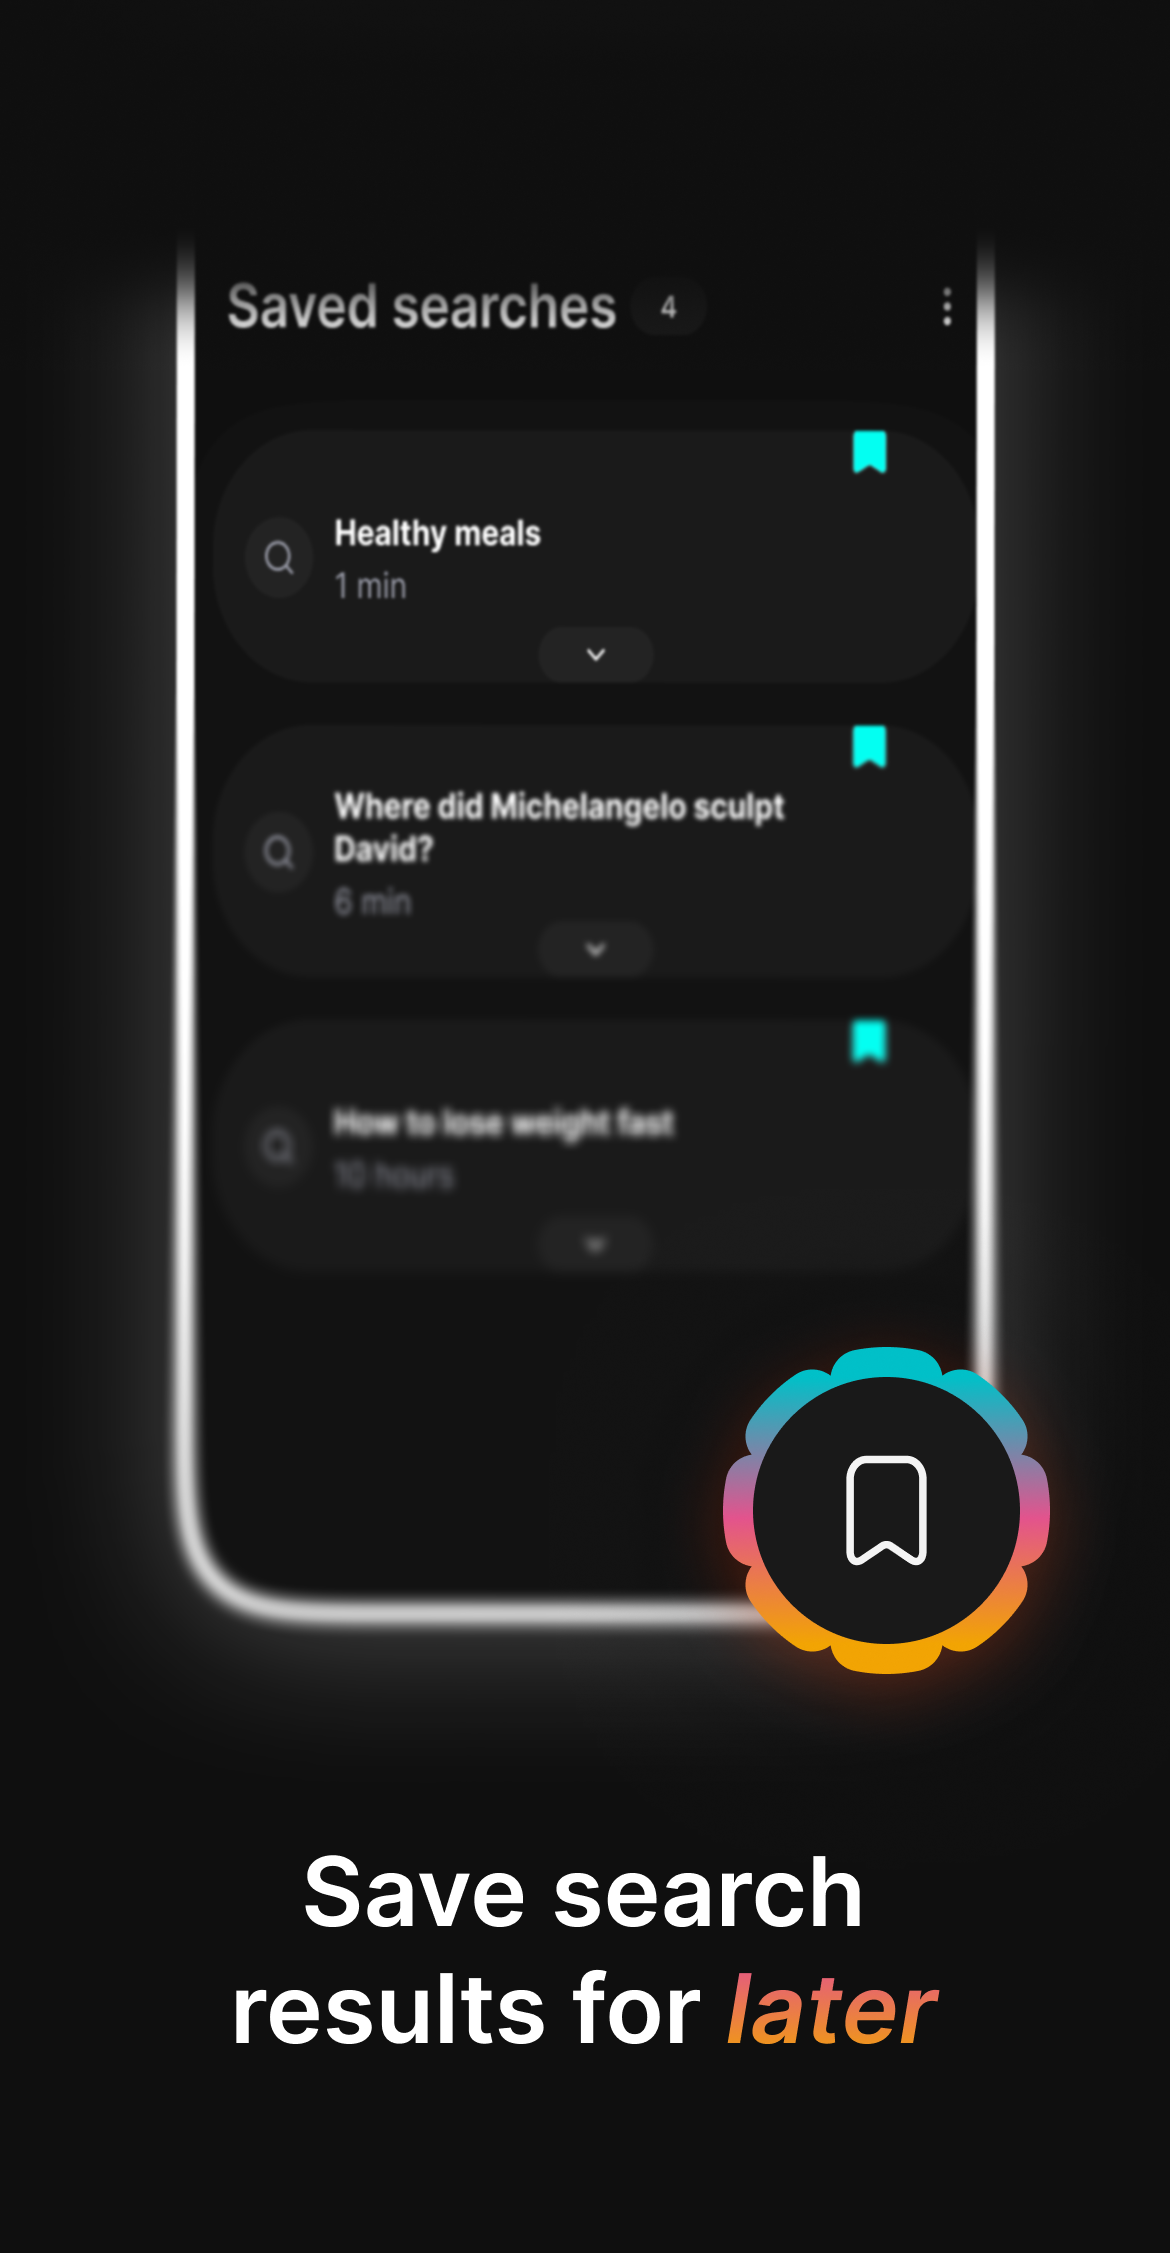 Saved searches 4
Healthy meals
1 min
Where did Michelangelo sculpt
David?
6 min
How to lose weight fast
10 hours
Save search
results for later